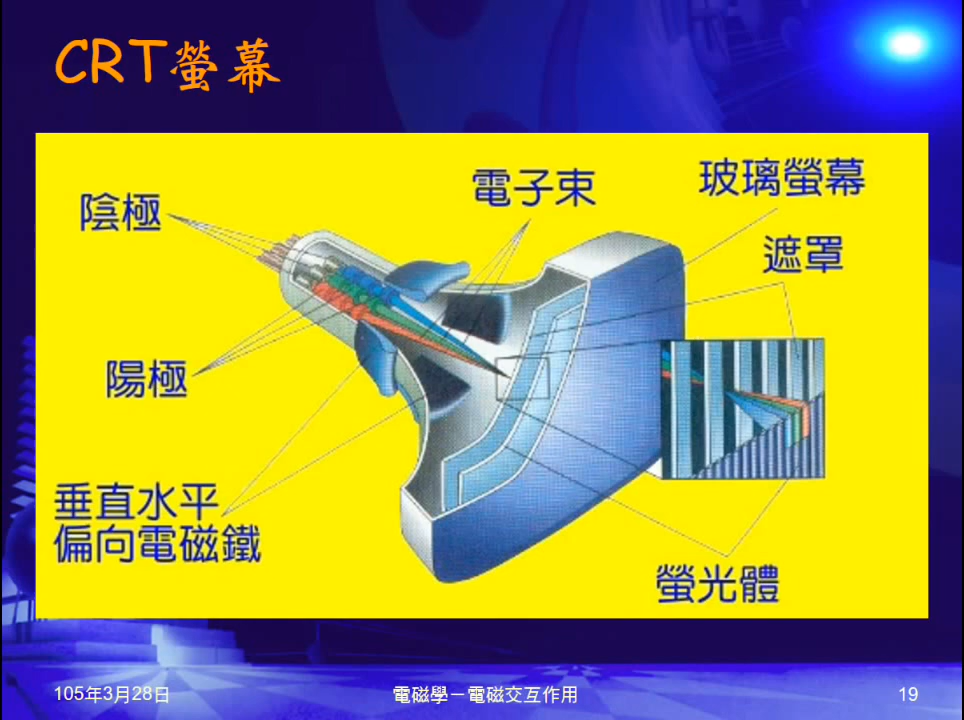 CRT螢幕
電子束
玻璃螢幕
陰極
遮罩
陽極
垂直水平
偏向電磁鐵
螢光體
105年3月28日
電磁學－電磁交互作用
19